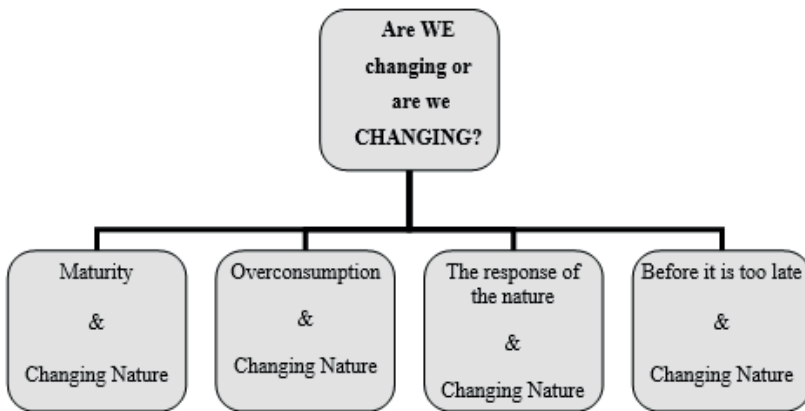 Are WE
changing or
are we
CHANGING?
Maturity
&
Changing Nature
Overconsumption
&
Changing Nature
The response of
the nature
&
Changing Nature
Before it is too late
&
Changing Nature